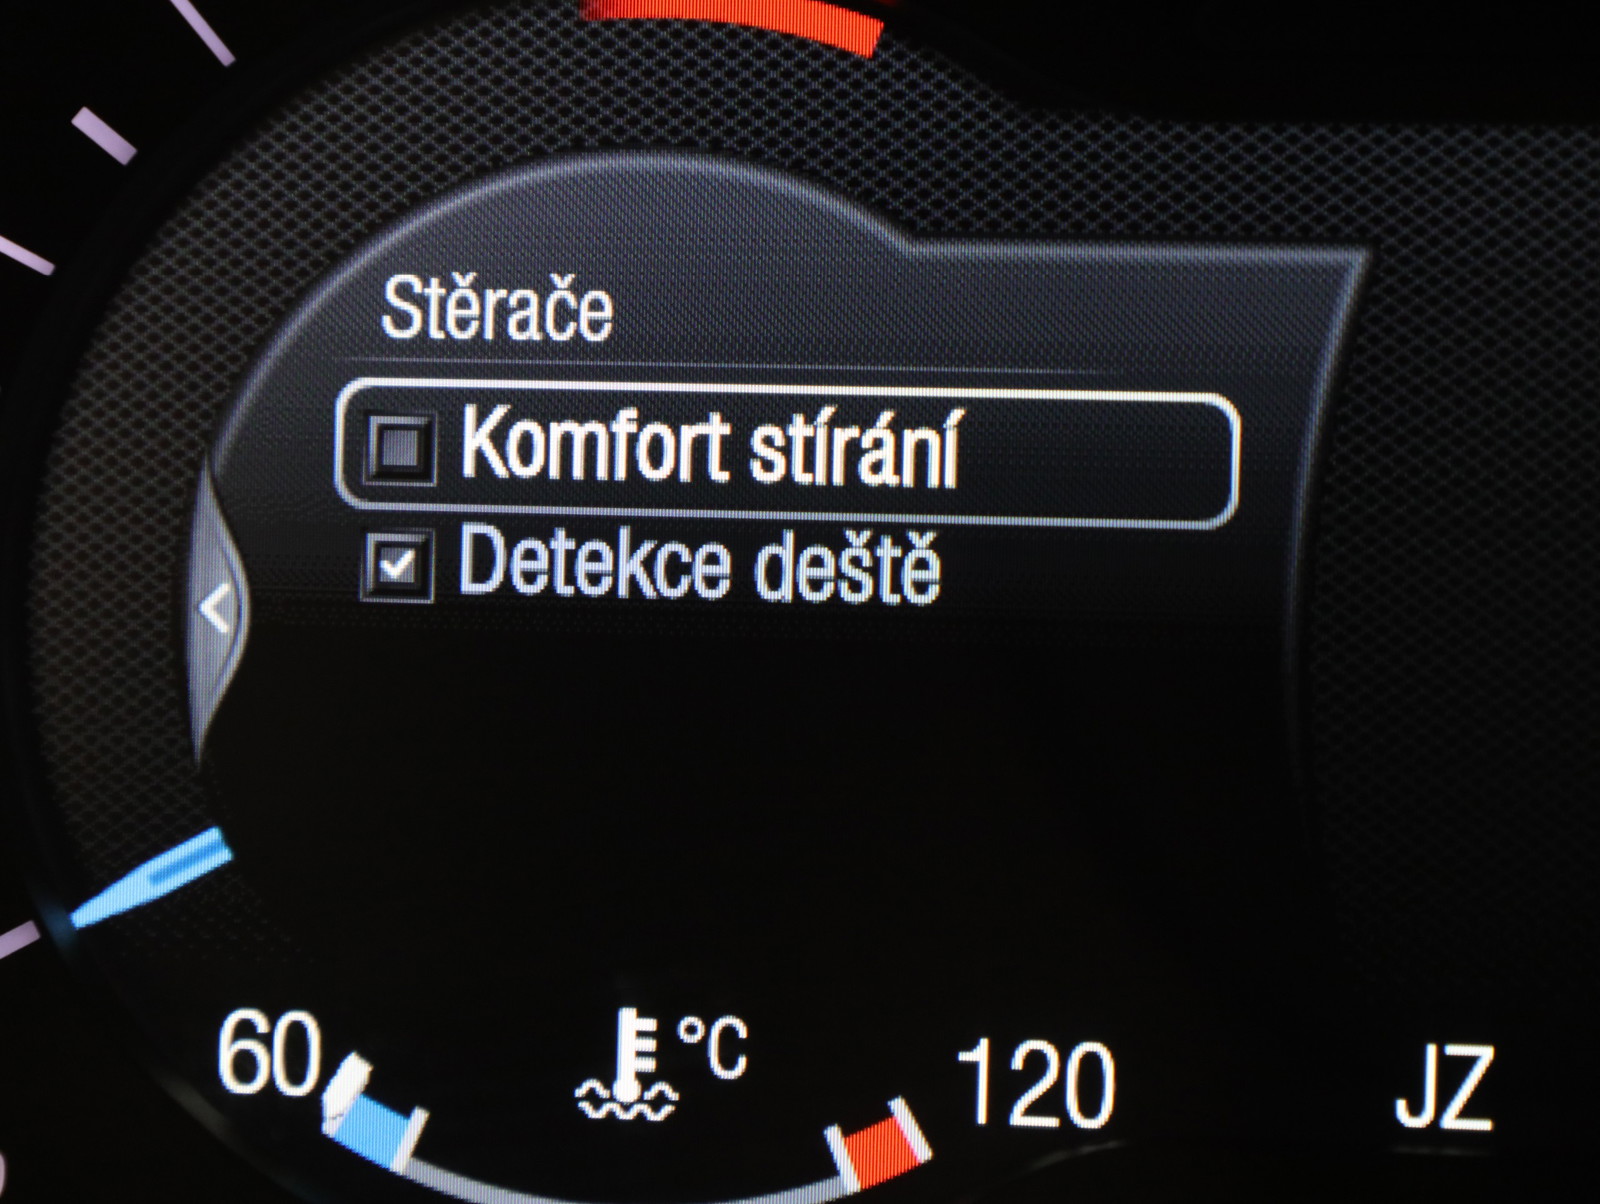 Stěrače
Komfort stírání
Detekce deště
60 °C 120 JZ